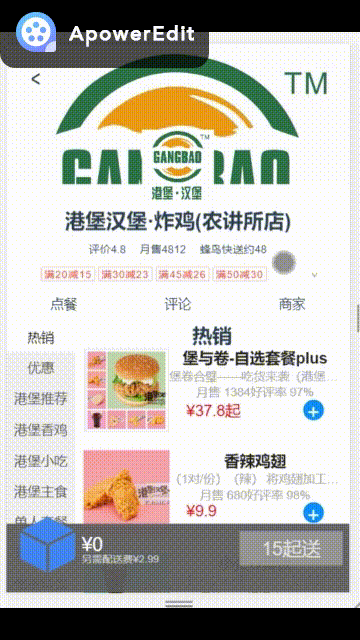 ApowerEdit
TM
GANGBAO
TM
GANGBAO
港堡·汉堡
港堡汉堡·炸鸡(农讲所店)
评价4.8 月售4812 蜂鸟快送约48
满20减15 满30减23 满45减26 满50减30
点餐 评论 商家
热销
优惠
港堡推荐
港堡香鸡
港堡小吃
港堡主食
单人套餐
热销
堡与卷-自选套餐plus
堡卷合璧——吃货来袭（港堡...
月售 1384好评率 97%
¥37.8起
香辣鸡翅
（1对/份）（辣） 将鸡翅加工...
月售 680好评率 98%
¥9.9
¥0
另需配送费¥2.99
15起送